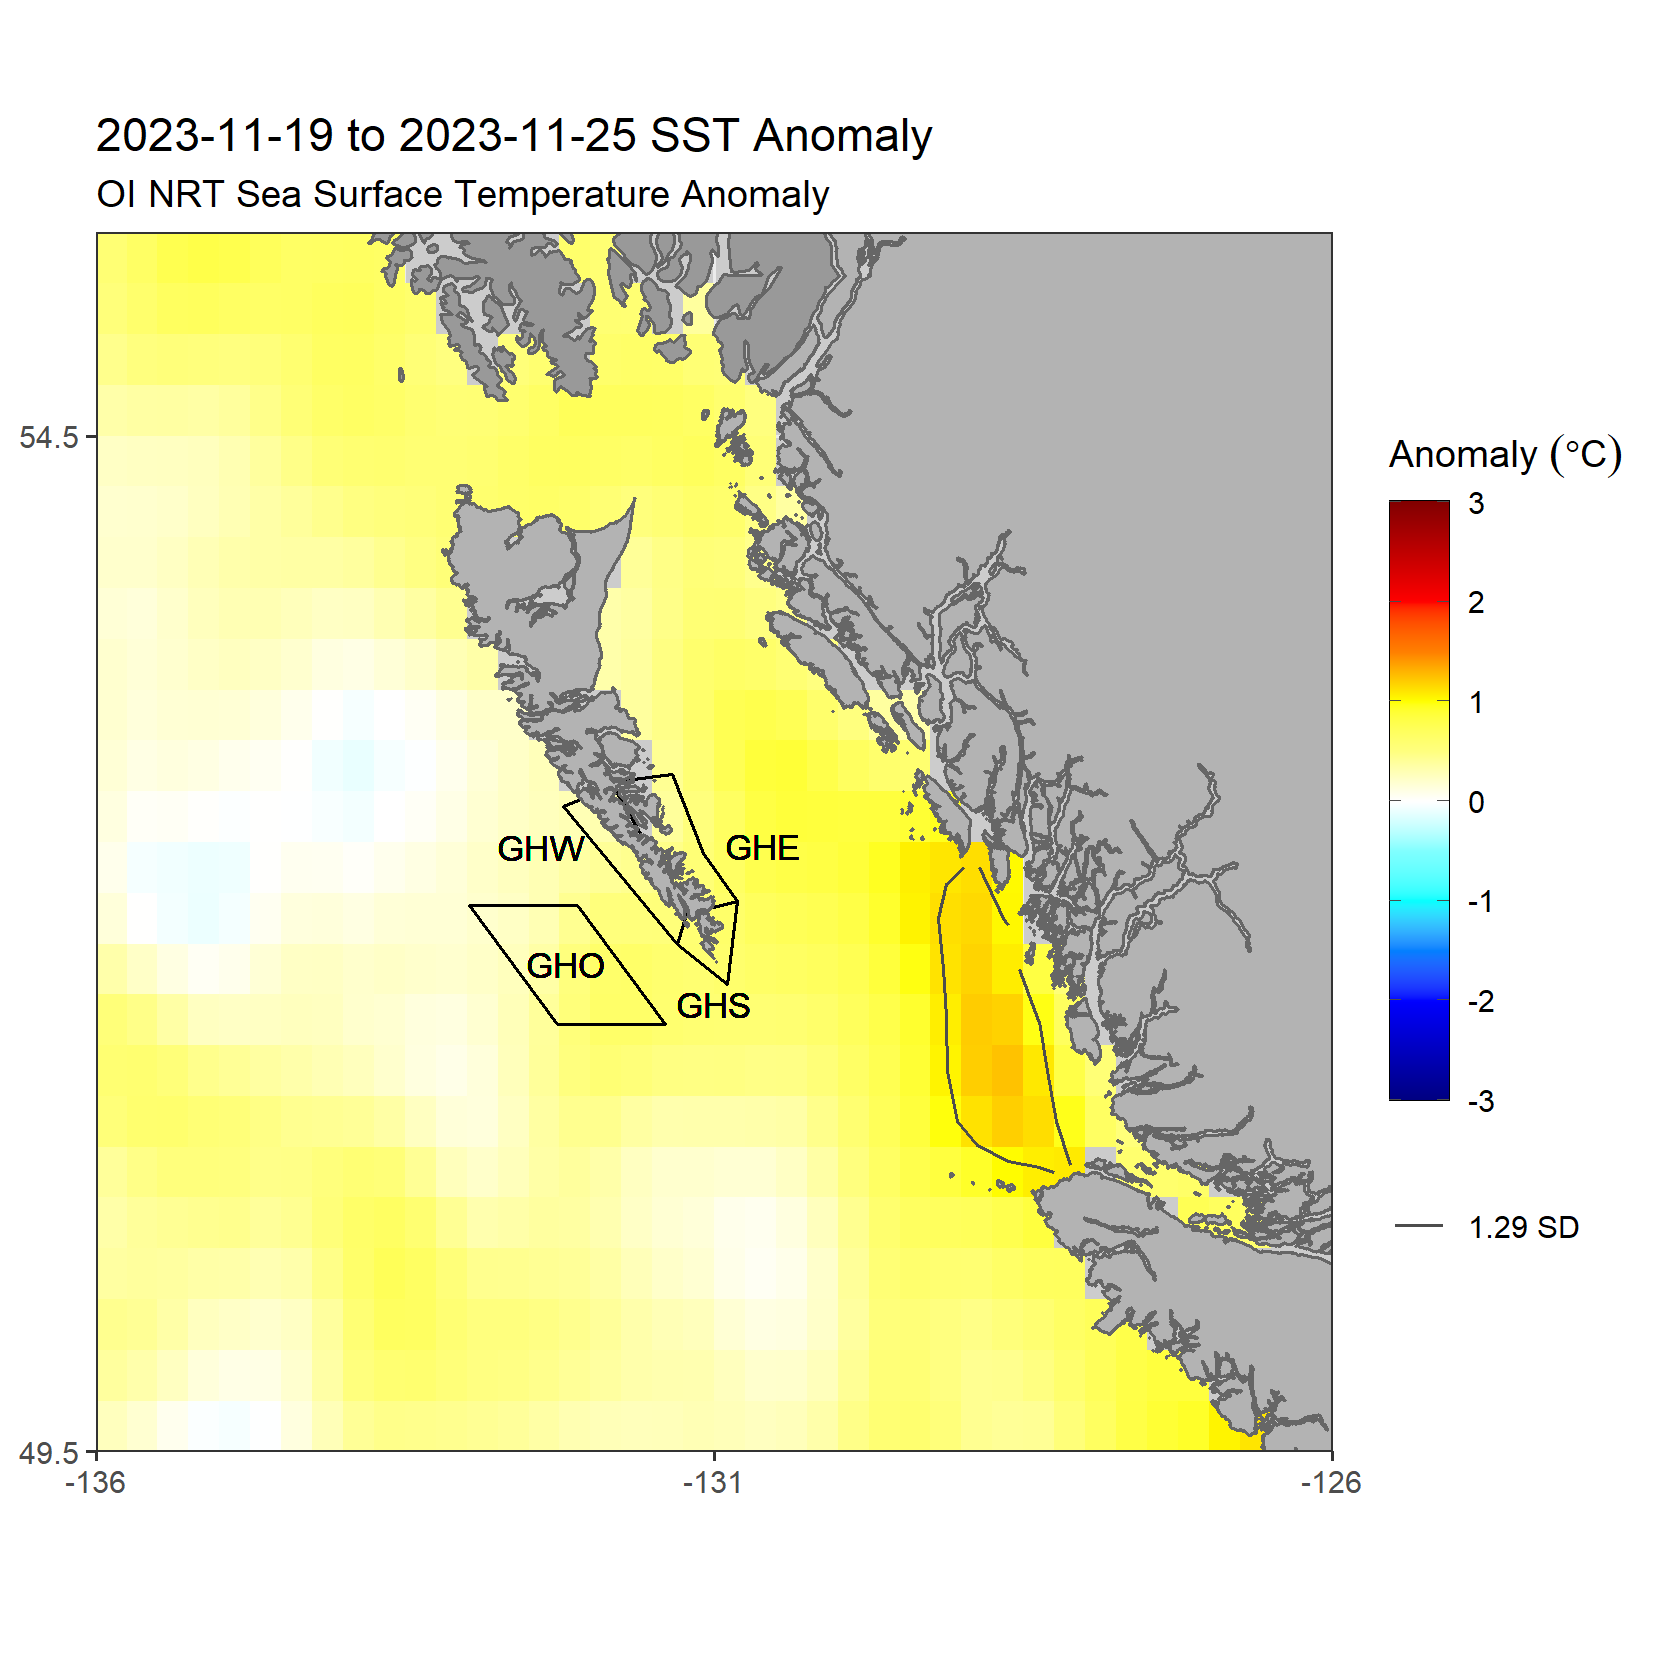 2023-11-19 to 2023-11-25 SST Anomaly
OI NRT Sea Surface Temperature Anomaly
54.5
49.5
-136
-131
-126
GHW
GHE
GHO
GHS
Anomaly (°C)
3
2
1
0
-1
-2
-3
1.29 SD